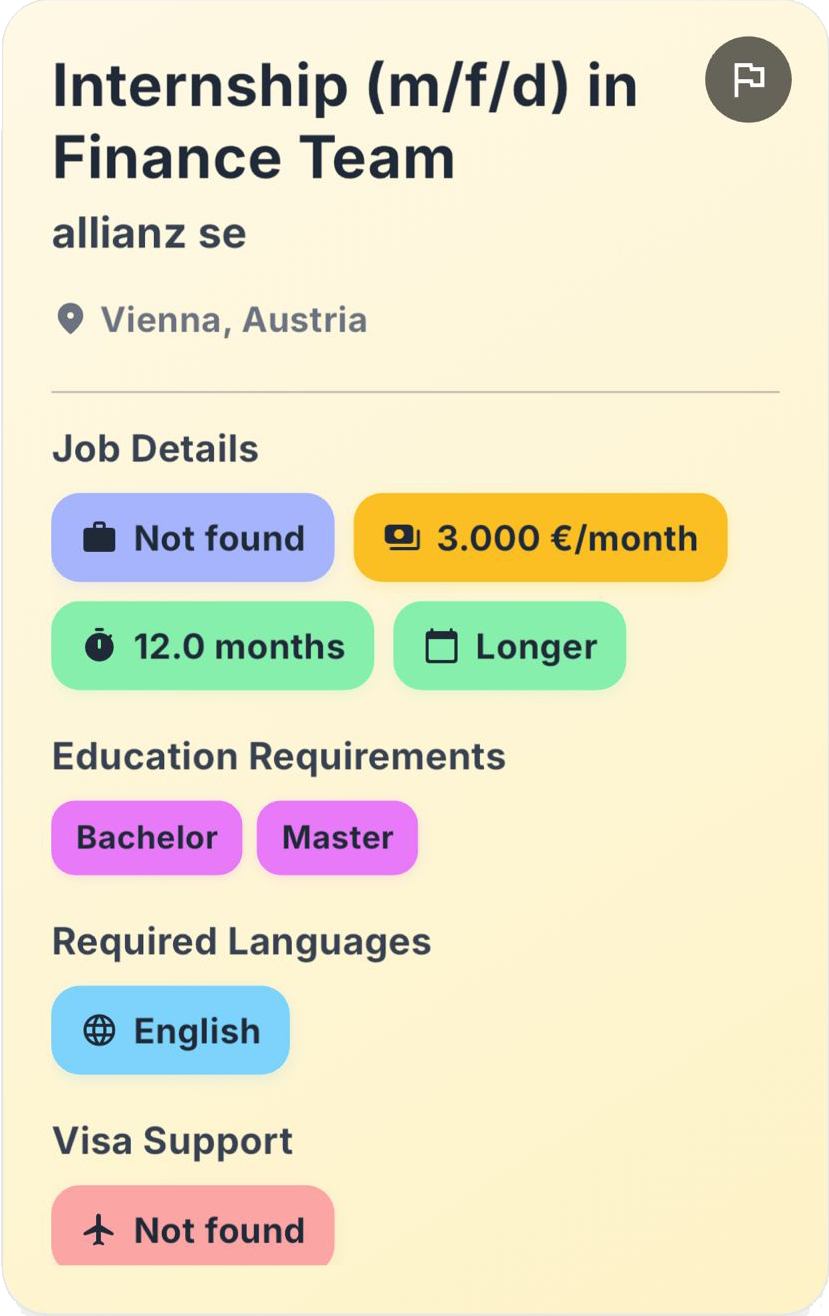 Internship (m/f/d) in
Finance Team
allianz se
Vienna, Austria
Job Details
Not found
3.000 €/month
12.0 months
Longer
Education Requirements
Bachelor
Master
Required Languages
English
Visa Support
Not found